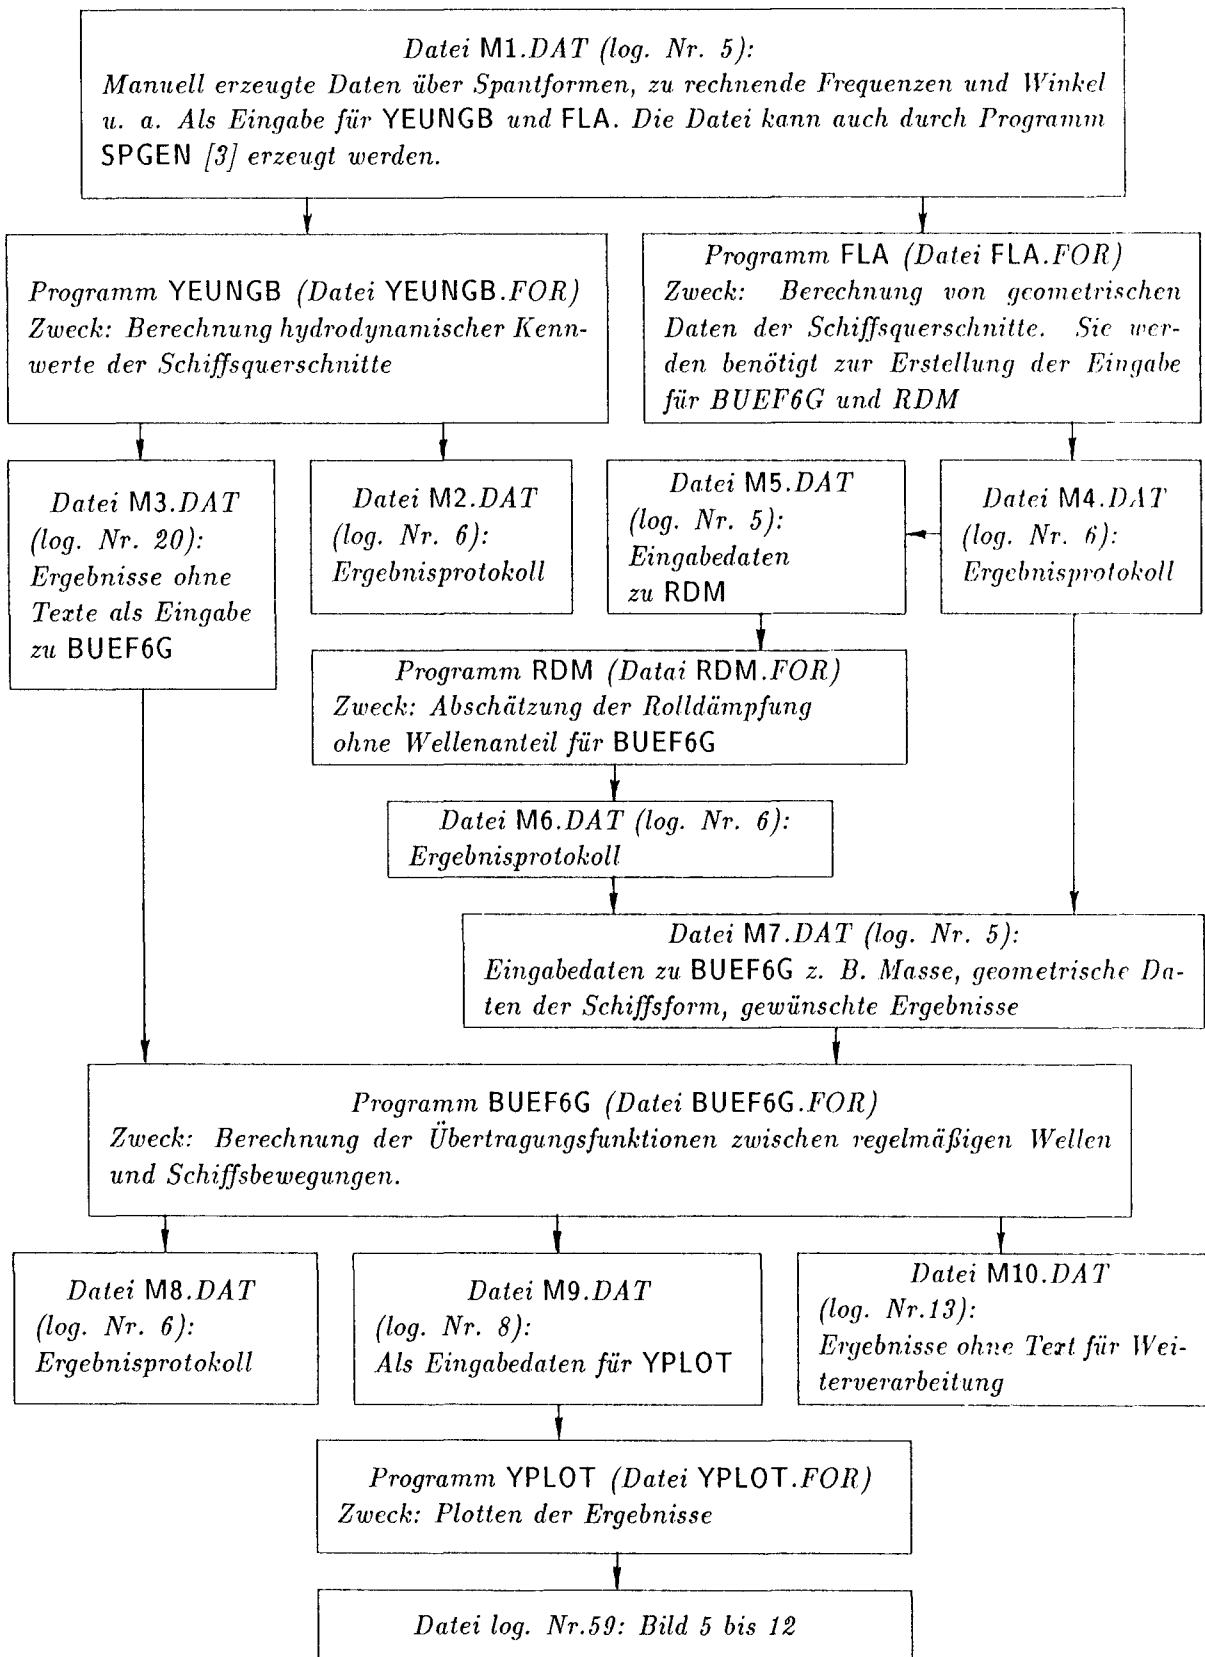 Datei M1.DAT (log. Nr. 5):
Manuell erzeugte Daten über Spantformen, zu rechnende Frequenzen und Winkel
u. a. Als Eingabe für YEUNGB und FLA. Die Datei kann auch durch Programm
SPGEN [3] erzeugt werden.
Programm YEUNGB (Datei YEUNGB.FOR)
Zweck: Berechnung hydrodynamischer Kenn-
werte der Schiffsquerschnitte
Programm FLA (Datei FLA.FOR)
Zweck: Berechnung von geometrischen
Daten der Schiffsquerschnitte. Sie wer-
den benötigt zur Erstellung der Eingabe
für BUEF6G und RDM
Datei M3.DAT
(log. Nr. 20):
Ergebnisse ohne
Texte als Eingabe
zu BUEF6G
Datei M2.DAT
(log. Nr. 6):
Ergebnisprotokoll
Datei M5.DAT
(log. Nr. 5):
Eingabedaten
zu RDM
Datei M4.DAT
(log. Nr. 6):
Ergebnisprotokoll
Programm RDM (Datai RDM.FOR)
Zweck: Abschätzung der Rolldämpfung
ohne Wellenanteil für BUEF6G
Datei M6.DAT (log. Nr. 6):
Ergebnisprotokoll
Datei M7.DAT (log. Nr. 5):
Eingabedaten zu BUEF6G z. B. Masse, geometrische Da-
ten der Schiffsform, gewünschte Ergebnisse
Programm BUEF6G (Datei BUEF6G.FOR)
Zweck: Berechnung der Übertragungsfunktionen zwischen regelmäßigen Wellen
und Schiffsbewegungen.
Datei M8.DAT
(log. Nr. 6):
Ergebnisprotokoll
Datei M9.DAT
(log. Nr. 8):
Als Eingabedaten für YPLOT
Datei M10.DAT
(log. Nr.13):
Ergebnisse ohne Text für Wei-
terverarbeitung
Programm YPLOT (Datei YPLOT.FOR)
Zweck: Plotten der Ergebnisse
Datei log. Nr.59: Bild 5 bis 12